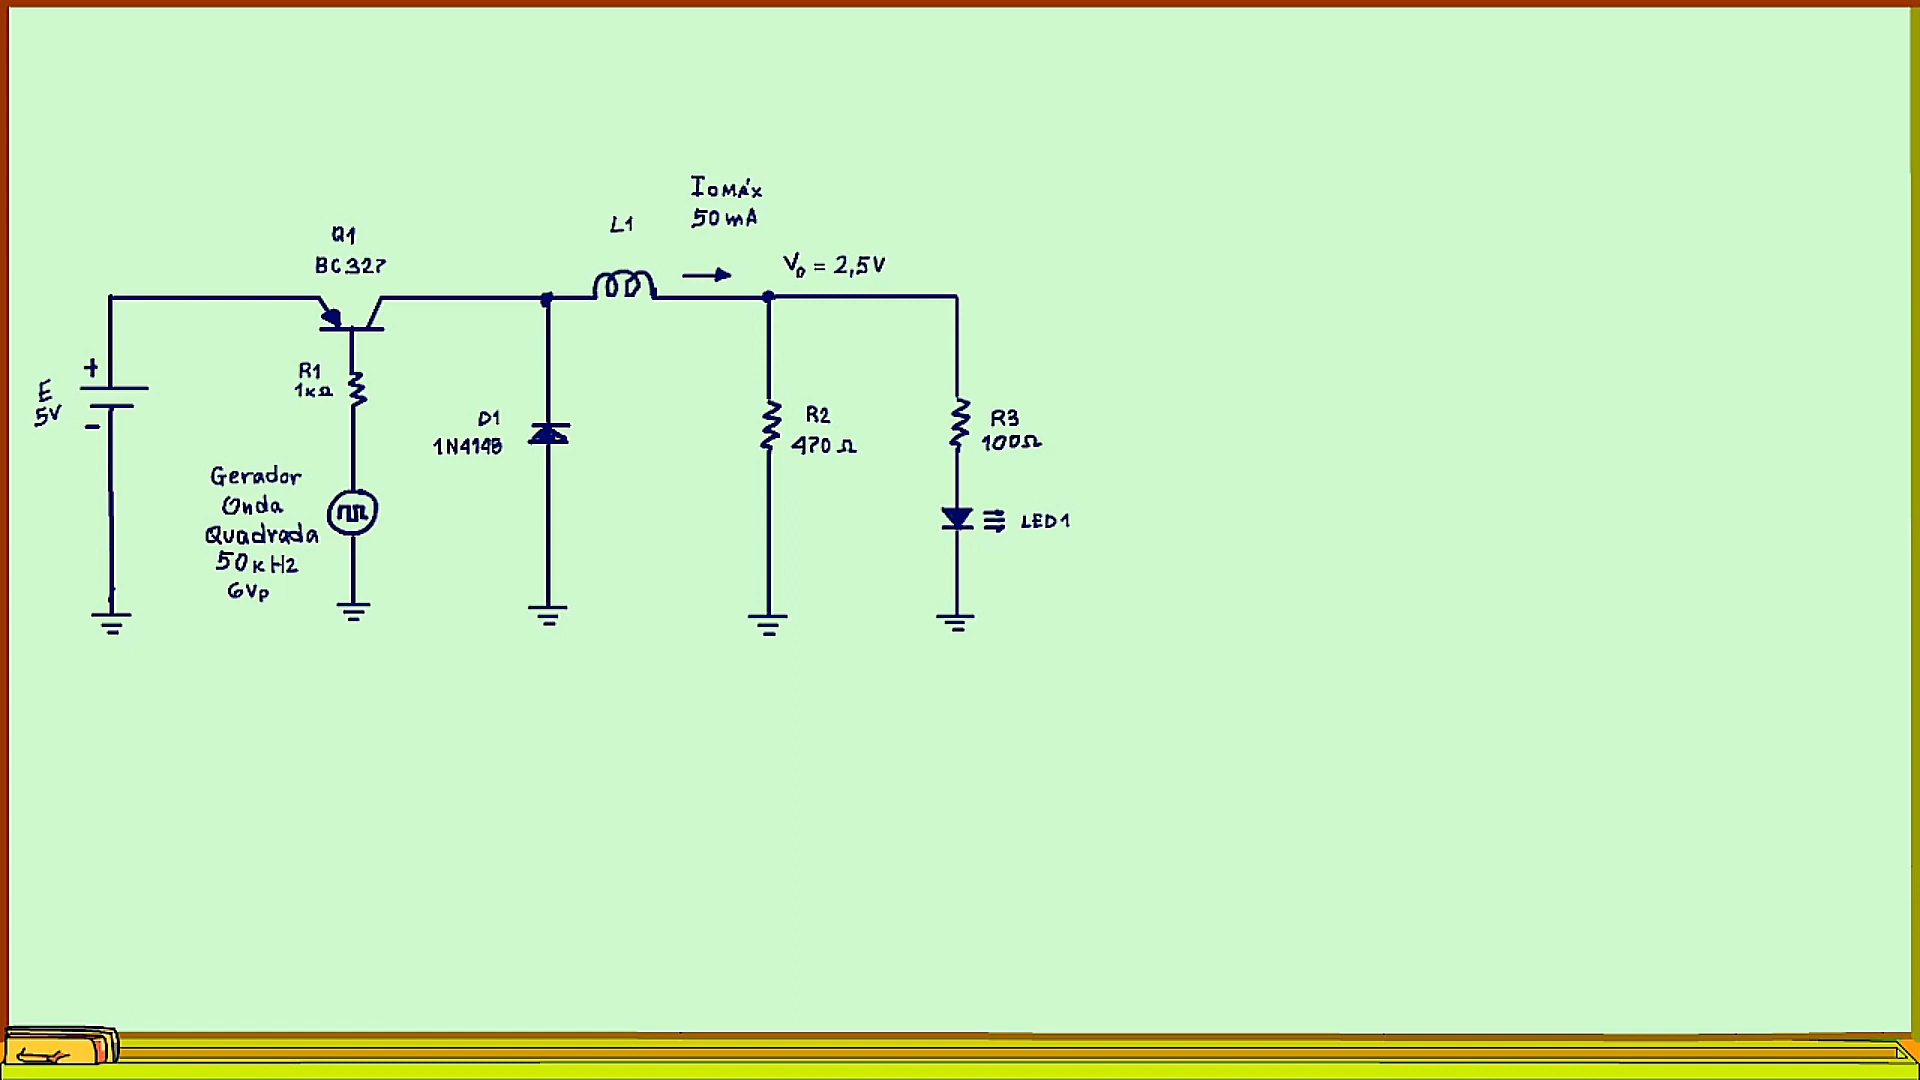 Iomáx
50mA
L1
Q1
BC327
Vo = 2,5V
+
E
5V
-
R1
1kΩ
D1
1N4148
R2
470Ω
R3
100Ω
Gerador
Onda
Quadrada
50kHz
6Vp
LED1